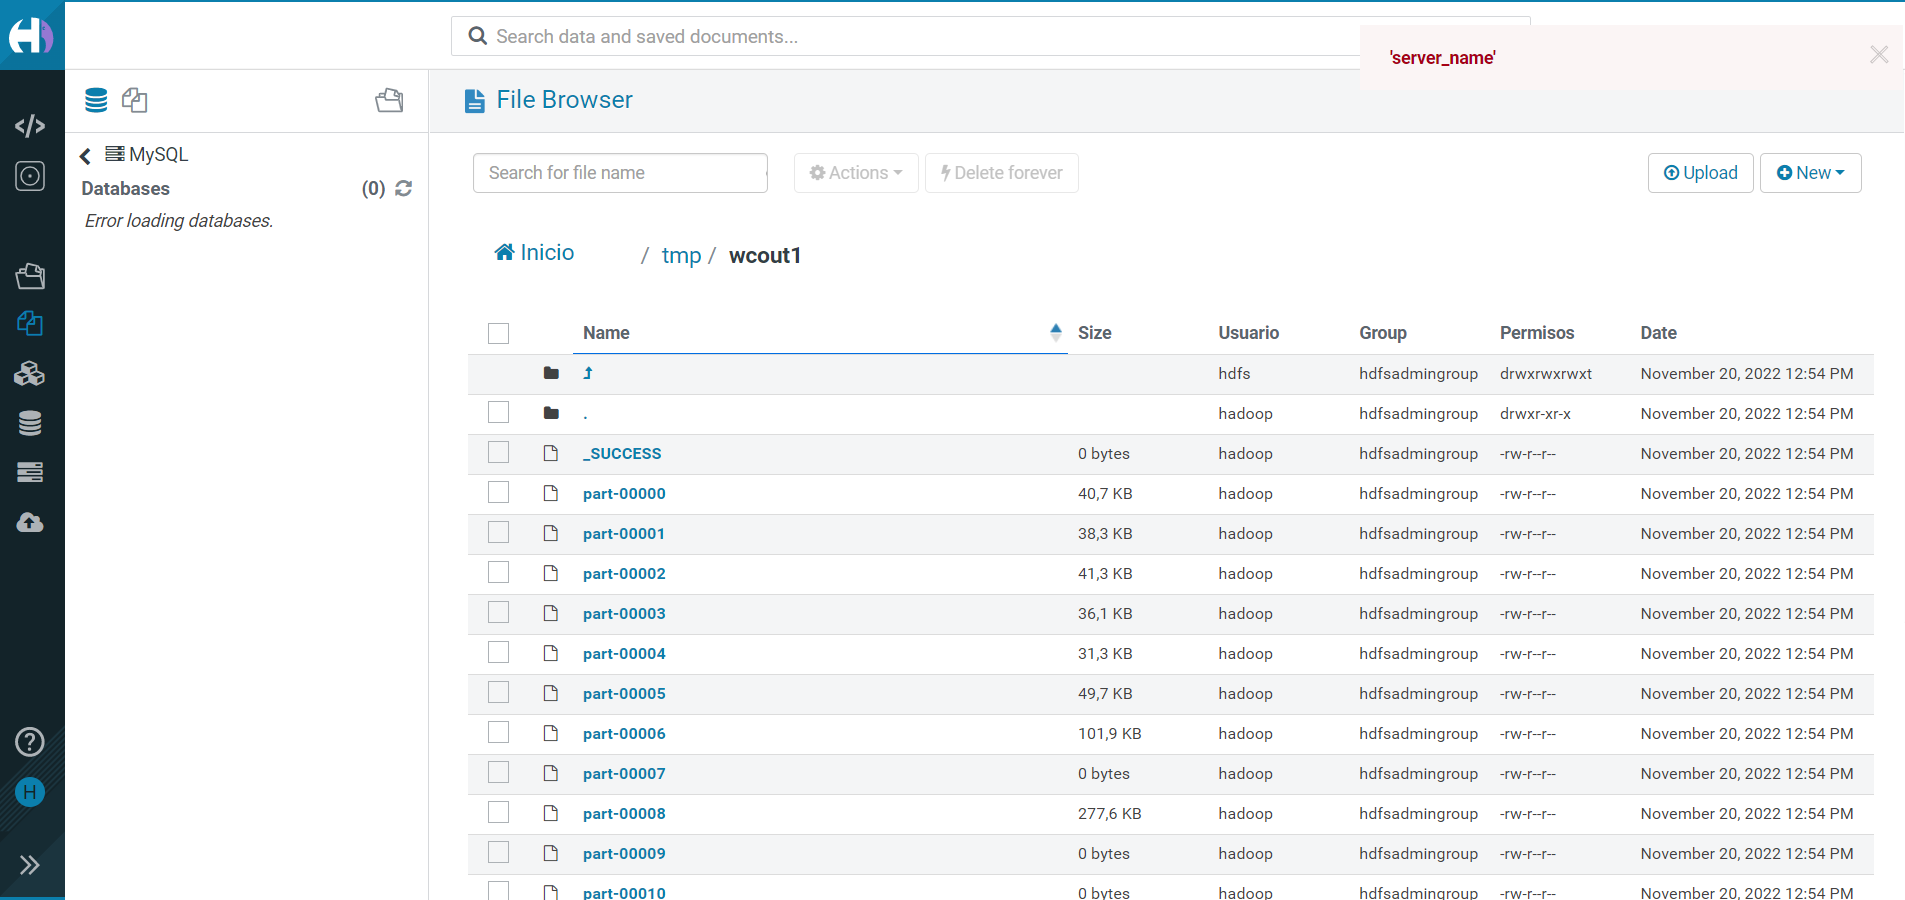 Search data and saved documents...
'server_name'
File Browser
MySQL
Databases (0)
Error loading databases.
Search for file name Actions Delete forever Upload New
Inicio / tmp / wcout1
Name Size Usuario Group Permisos Date
hdfs hdfsadmingroup drwxrwxrwxt November 20, 2022 12:54 PM
. hadoop hdfsadmingroup drwxr-xr-x November 20, 2022 12:54 PM
_SUCCESS 0 bytes hadoop hdfsadmingroup -rw-r--r-- November 20, 2022 12:54 PM
part-00000 40,7 KB hadoop hdfsadmingroup -rw-r--r-- November 20, 2022 12:54 PM
part-00001 38,3 KB hadoop hdfsadmingroup -rw-r--r-- November 20, 2022 12:54 PM
part-00002 41,3 KB hadoop hdfsadmingroup -rw-r--r-- November 20, 2022 12:54 PM
part-00003 36,1 KB hadoop hdfsadmingroup -rw-r--r-- November 20, 2022 12:54 PM
part-00004 31,3 KB hadoop hdfsadmingroup -rw-r--r-- November 20, 2022 12:54 PM
part-00005 49,7 KB hadoop hdfsadmingroup -rw-r--r-- November 20, 2022 12:54 PM
part-00006 101,9 KB hadoop hdfsadmingroup -rw-r--r-- November 20, 2022 12:54 PM
part-00007 0 bytes hadoop hdfsadmingroup -rw-r--r-- November 20, 2022 12:54 PM
part-00008 277,6 KB hadoop hdfsadmingroup -rw-r--r-- November 20, 2022 12:54 PM
H
part-00009 0 bytes hadoop hdfsadmingroup -rw-r--r-- November 20, 2022 12:54 PM
part-00010 0 bytes hadoop hdfsadmingroup -rw-r--r-- November 20, 2022 12:54 PM